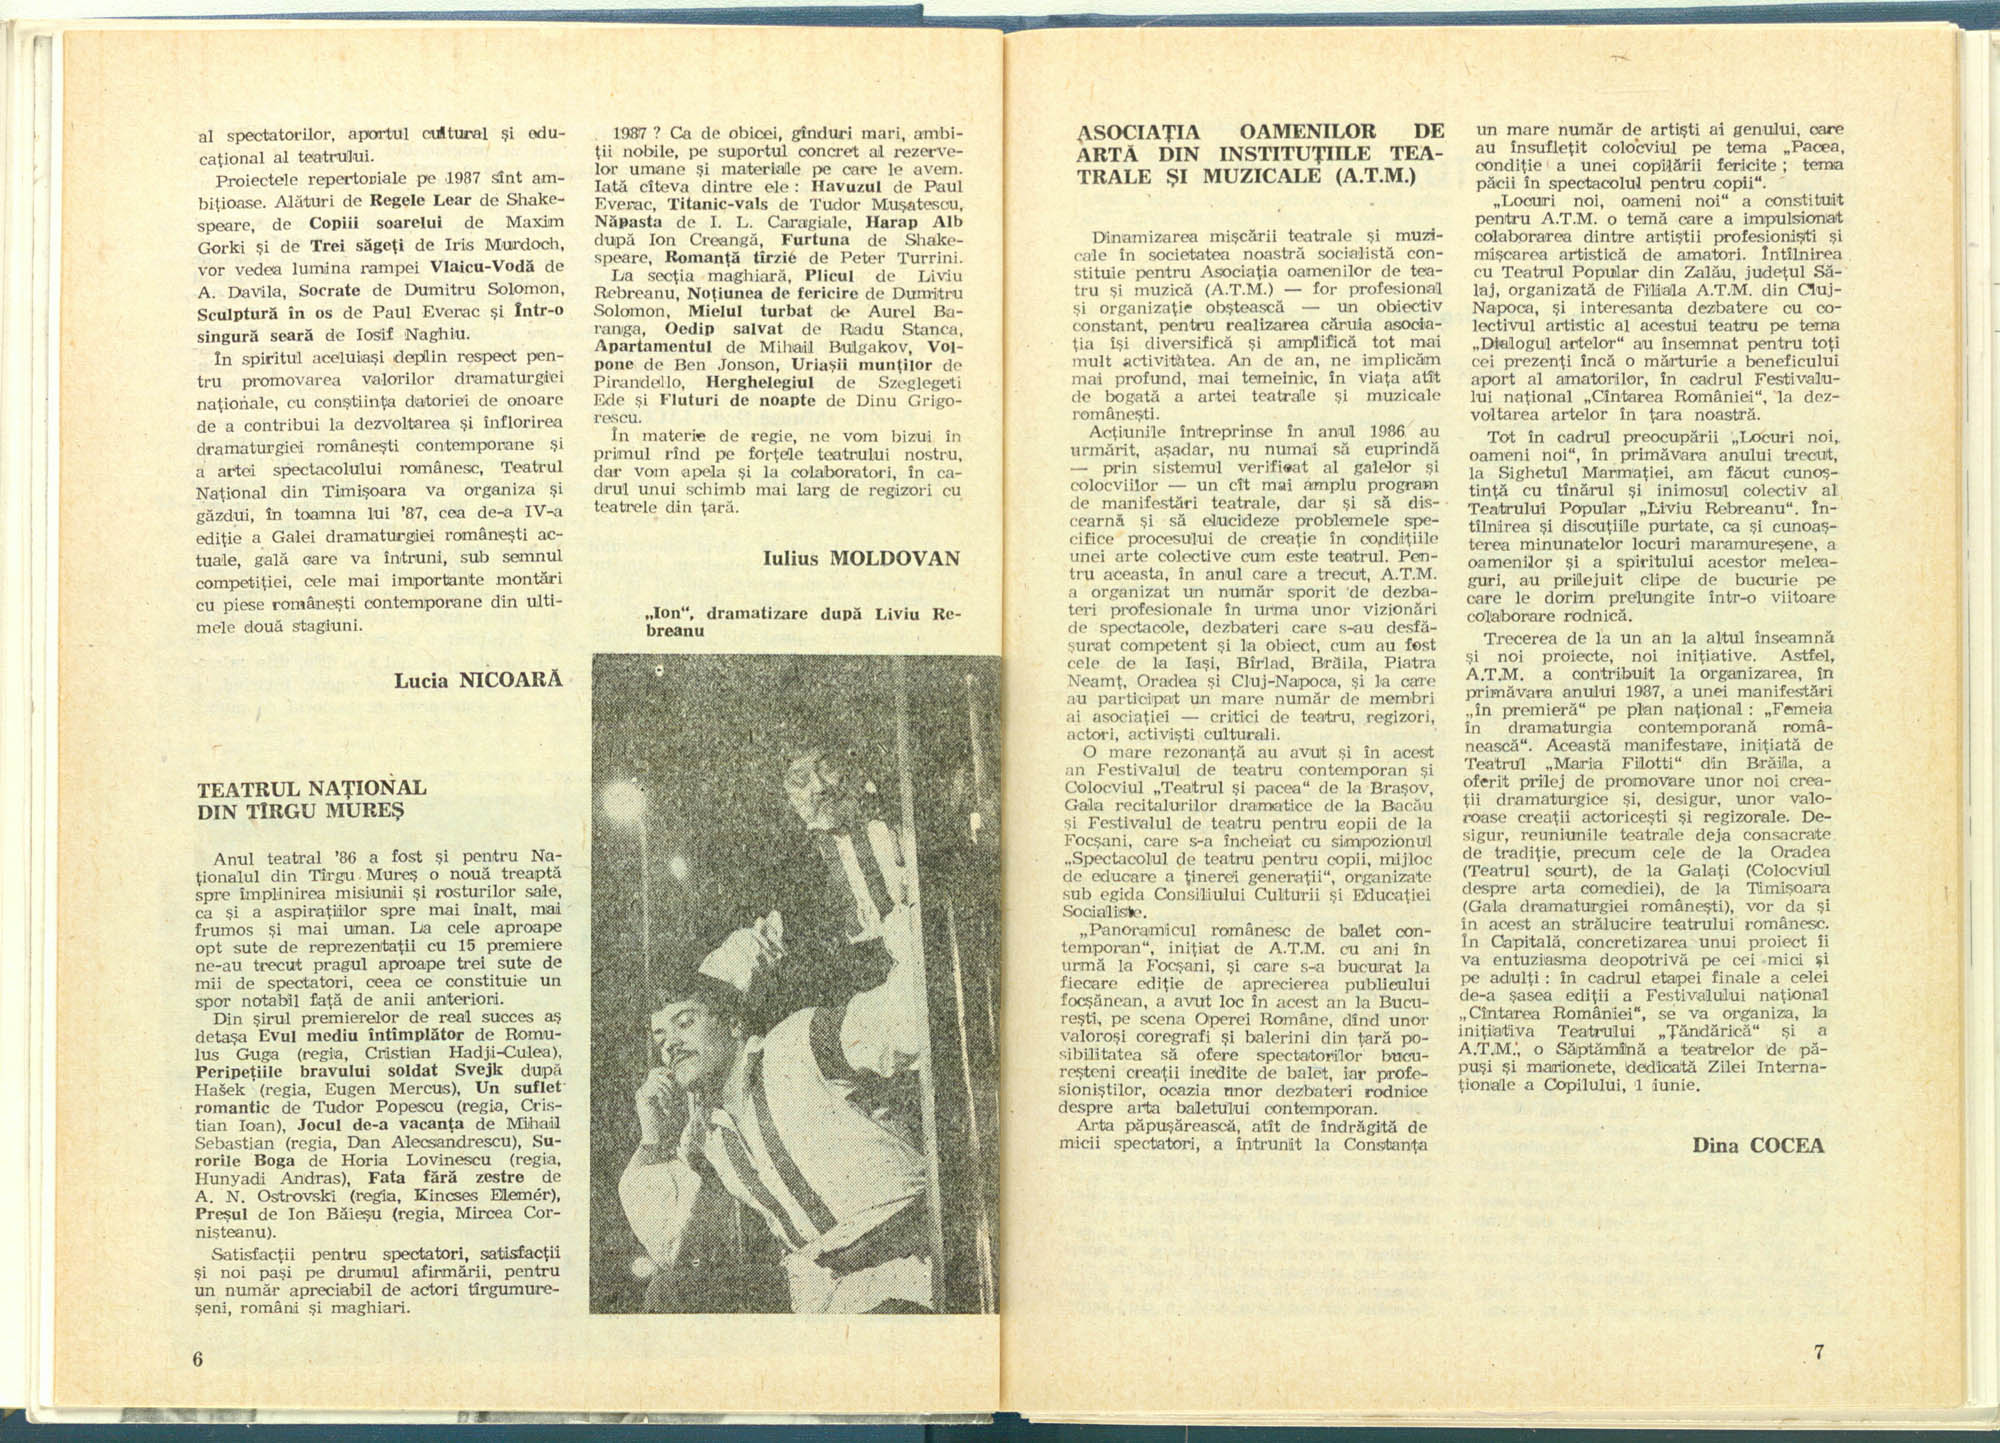 al spectatorilor, aportul cultural și edu-
cațional al teatrului.
Proiectele repertoriale pe 1987 sînt am-
bițioase. Alături de Regele Lear de Shake-
speare, de Copiii soarelui de Maxim
Gorki și de Trei săgeți de Iris Murdoch,
vor vedea lumina rampei Vlaicu-Vodă de
A. Davila, Socrate de Dumitru Solomon,
Sculptură în os de Paul Everac și Într-o
singură seară de Iosif Naghiu.
În spiritul aceluiași deplin respect pen-
tru promovarea valorilor dramaturgiei
naționale, cu conștiința datoriei de onoare
de a contribui la dezvoltarea și înflorirea
dramaturgiei românești contemporane și
a artei spectacolului românesc, Teatrul
Național din Timișoara va organiza și
găzdui, în toamna lui '87, cea de-a IV-a
ediție a Galei dramaturgiei românești ac-
tuale, gală care va întruni, sub semnul
competiției, cele mai importante montări
cu piese românești contemporane din ulti-
mele două stagiuni.
Lucia NICOARĂ
TEATRUL NAȚIONAL
DIN TÎRGU MUREȘ
Anul teatral '86 a fost și pentru Na-
ționalul din Tîrgu Mureș o nouă treaptă
spre împlinirea misiunii și rosturilor sale,
ca și a aspirațiilor spre mai înalt, mai
frumos și mai uman. La cele aproape
opt sute de reprezentații cu 15 premiere
ne-au trecut pragul aproape trei sute de
mii de spectatori, ceea ce constituie un
spor notabil față de anii anteriori.
Din șirul premierelor de real succes aș
detașa Evul mediu întîmplător de Romu-
lus Guga (regia, Cristian Hadji-Culea),
Peripețiile bravului soldat Svejk după
Hašek (regia, Eugen Mercus), Un suflet
romantic de Tudor Popescu (regia, Cris-
tian Ioan), Jocul de-a vacanța de Mihail
Sebastian (regia, Dan Alecsandrescu), Su-
rorile Boga de Horia Lovinescu (regia,
Hunyadi Andras), Fata fără zestre de
A. N. Ostrovski (regia, Kincses Elemér),
Preșul de Ion Băieșu (regia, Mircea Cor-
nișteanu).
Satisfacții pentru spectatori, satisfacții
și noi pași pe drumul afirmării, pentru
un număr apreciabil de actori tîrgumure-
șeni, români și maghiari.
6
1987 ? Ca de obicei, gînduri mari, ambi-
ții nobile, pe suportul concret al rezerve-
lor umane și materiale pe care le avem.
Iată cîteva dintre ele : Havuzul de Paul
Everac, Titanic-vals de Tudor Mușatescu,
Năpasta de I. L. Caragiale, Harap Alb
după Ion Creangă, Furtuna de Shake-
speare, Romanță tîrzie de Peter Turrini.
La secția maghiară, Plicul de Liviu
Rebreanu, Noțiunea de fericire de Dumitru
Solomon, Mielul turbat de Aurel Ba-
ranga, Oedip salvat de Radu Stanca,
Apartamentul de Mihail Bulgakov, Vol-
pone de Ben Jonson, Uriașii munților de
Pirandello, Herghelegiul de Szeglegeti
Ede și Fluturi de noapte de Dinu Grigo-
rescu.
În materie de regie, ne vom bizui în
primul rînd pe forțele teatrului nostru,
dar vom apela și la colaboratori, în ca-
drul unui schimb mai larg de regizori cu
teatrele din țară.
Iulius MOLDOVAN
„Ion“, dramatizare după Liviu Re-
breanu
ASOCIAȚIA OAMENILOR DE
ARTĂ DIN INSTITUȚIILE TEA-
TRALE ȘI MUZICALE (A.T.M.)
Dinamizarea mișcării teatrale și muzi-
cale în societatea noastră socialistă con-
stituie pentru Asociația oamenilor de tea-
tru și muzică (A.T.M.) — for profesional
și organizație obștească — un obiectiv
constant, pentru realizarea căruia asocia-
ția își diversifică și amplifică tot mai
mult activitatea. An de an, ne implicăm
mai profund, mai temeinic, în viața atît
de bogată a artei teatrale și muzicale
românești.
Acțiunile întreprinse în anul 1986 au
urmărit, așadar, nu numai să cuprindă
— prin sistemul verificat al galelor și
colocviilor — un cît mai amplu program
de manifestări teatrale, dar și să dis-
cearnă și să elucideze problemele spe-
cifice procesului de creație în condițiile
unei arte colective cum este teatrul. Pen-
tru aceasta, în anul care a trecut, A.T.M.
a organizat un număr sporit de dezba-
teri profesionale în urma unor vizionări
de spectacole, dezbateri care s-au desfă-
șurat competent și la obiect, cum au fost
cele de la Iași, Bîrlad, Brăila, Piatra
Neamț, Oradea și Cluj-Napoca, și la care
au participat un mare număr de membri
ai asociației — critici de teatru, regizori,
actori, activiști culturali.
O mare rezonanță au avut și în acest
an Festivalul de teatru contemporan și
Colocviul „Teatrul și pacea“ de la Brașov,
Gala recitalurilor dramatice de la Bacău
și Festivalul de teatru pentru copii de la
Focșani, care s-a încheiat cu simpozionul
„Spectacolul de teatru pentru copii, mijloc
de educare a tinerei generații“, organizate
sub egida Consiliului Culturii și Educației
Socialiste.
„Panoramicul românesc de balet con-
temporan“, inițiat de A.T.M. cu ani în
urmă la Focșani, și care s-a bucurat la
fiecare ediție de aprecierea publicului
focșănean, a avut loc în acest an la Bucu-
rești, pe scena Operei Române, dînd unor
valoroși coregrafi și balerini din țară po-
sibilitatea să ofere spectatorilor bucu-
reșteni creații inedite de balet, iar profe-
sioniștilor, ocazia unor dezbateri rodnice
despre arta baletului contemporan.
Arta păpușărească, atît de îndrăgită de
micii spectatori, a întrunit la Constanța
un mare număr de artiști ai genului, care
au însuflețit colocviul pe tema „Pacea,
condiție a unei copilării fericite ; tema
păcii în spectacolul pentru copii“.
„Locuri noi, oameni noi“ a constituit
pentru A.T.M. o temă care a impulsionat
colaborarea dintre artiștii profesioniști și
mișcarea artistică de amatori. Întîlnirea
cu Teatrul Popular din Zalău, județul Să-
laj, organizată de Filiala A.T.M. din Cluj-
Napoca, și interesanta dezbatere cu co-
lectivul artistic al acestui teatru pe tema
„Dialogul artelor“ au însemnat pentru toți
cei prezenți încă o mărturie a beneficului
aport al amatorilor, în cadrul Festivalu-
lui național „Cîntarea României“, la dez-
voltarea artelor în țara noastră.
Tot în cadrul preocupării „Locuri noi,
oameni noi“, în primăvara anului trecut,
la Sighetul Marmației, am făcut cunoș-
tință cu tînărul și inimosul colectiv al
Teatrului Popular „Liviu Rebreanu“. În-
tîlnirea și discuțiile purtate, ca și cunoaș-
terea minunatelor locuri maramureșene, a
oamenilor și a spiritului acestor melea-
guri, au prilejuit clipe de bucurie pe
care le dorim prelungite într-o viitoare
colaborare rodnică.
Trecerea de la un an la altul înseamnă
și noi proiecte, noi inițiative. Astfel,
A.T.M. a contribuit la organizarea, în
primăvara anului 1987, a unei manifestări
„în premieră“ pe plan național : „Femeia
în dramaturgia contemporană româ-
nească“. Această manifestare, inițiată de
Teatrul „Maria Filotti“ din Brăila, a
oferit prilej de promovare unor noi crea-
ții dramaturgice și, desigur, unor valo-
roase creații actoricești și regizorale. De-
sigur, reuniunile teatrale deja consacrate
de tradiție, precum cele de la Oradea
(Teatrul scurt), de la Galați (Colocviul
despre arta comediei), de la Timișoara
(Gala dramaturgiei românești), vor da și
în acest an strălucire teatrului românesc.
În Capitală, concretizarea unui proiect îi
va entuziasma deopotrivă pe cei mici și
pe adulți : în cadrul etapei finale a celei
de-a șasea ediții a Festivalului național
„Cîntarea României“, se va organiza, la
inițiativa Teatrului „Țăndărică“ și a
A.T.M., o Săptămînă a teatrelor de pă-
puși și marionete, dedicată Zilei Interna-
ționale a Copilului, 1 iunie.
Dina COCEA
7